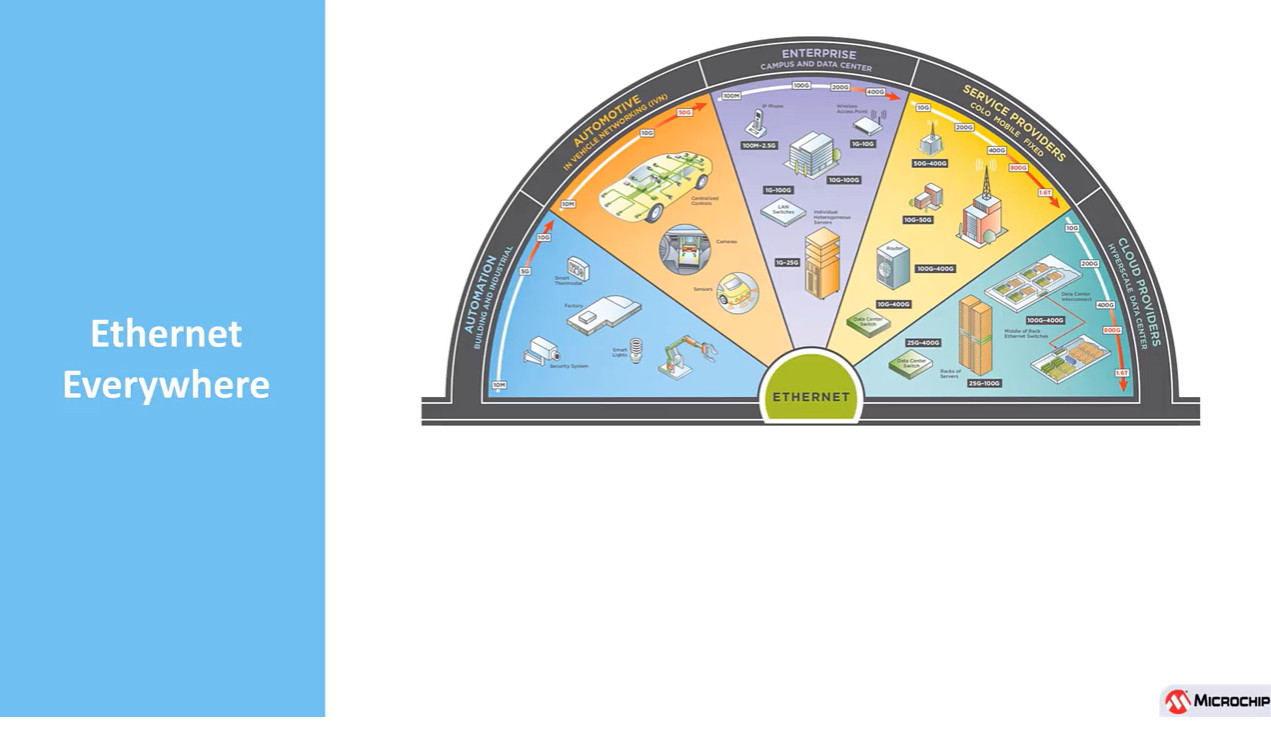 Ethernet
Everywhere
ENTERPRISE
CAMPUS AND DATA CENTER
AUTOMOTIVE
IN VEHICLE NETWORKING (IVN)
SERVICE PROVIDERS
COLO MOBILE FIXED
AUTOMATION
BUILDING AND INDUSTRIAL
CLOUD PROVIDERS
HYPERSCALE DATA CENTER
10M
5G
10G
Smart
Thermostat
Factory
Security System
Smart
Lights
10M
10G
50G
Centralized
Controls
Cameras
Sensors
100M
100G
200G
400G
IP Phone
100M-2.5G
Wireless
Access Point
1G-10G
10G-100G
1G-100G
LAN
Switches
Individual
Heterogeneous
Servers
1G-25G
10G
200G
400G
800G
1.6T
50G-400G
10G-50G
Router
100G-400G
10G-400G
Data Center
Switch
10G
200G
400G
800G
1.6T
Data Center
Interconnect
100G-400G
Middle of Rack
Ethernet Switches
25G-400G
Data Center
Switch
Racks of
Servers
25G-100G
ETHERNET
MICROCHIP